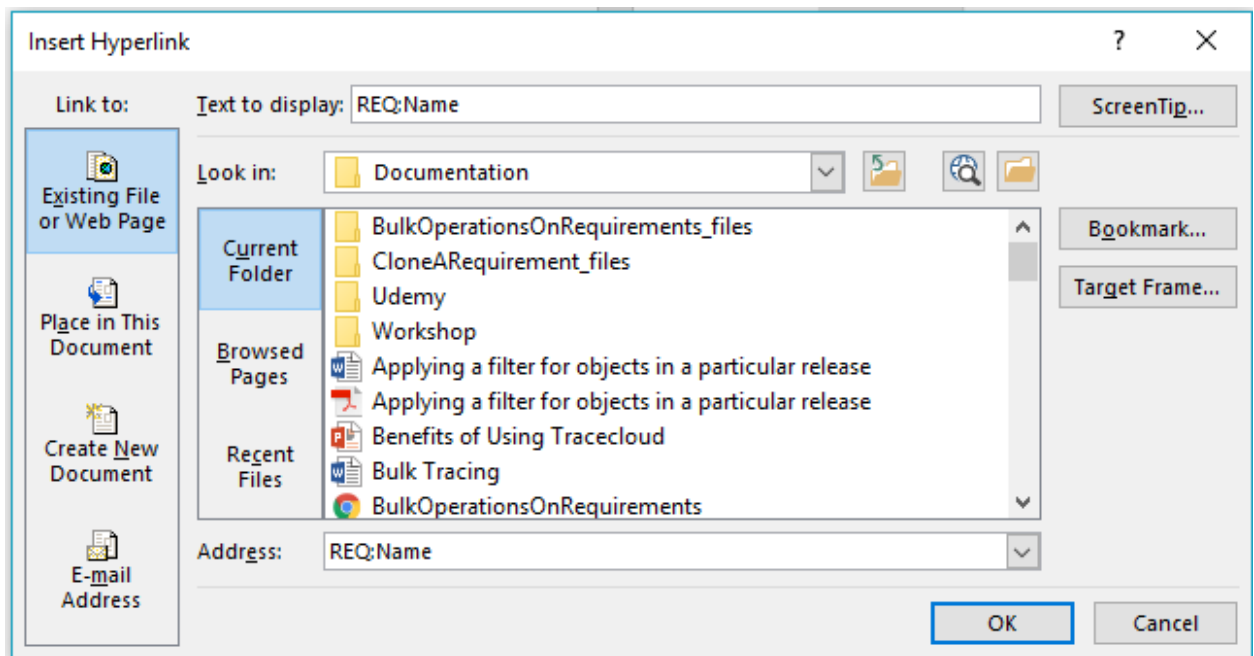 Insert Hyperlink
?
Link to:
Text to display: REQ;Name
ScreenTip...
Existing File
or Web Page
Look in:
Documentation
Current
Folder
BulkOperationsOnRequirements_files
CloneARequirement_files
Udemy
Workshop
Applying a filter for objects in a particular release
Applying a filter for objects in a particular release
Benefits of Using Tracecloud
Bulk Tracing
BulkOperationsOnRequirements
Bookmark...
Target Frame...
Place in This
Document
Browsed
Pages
Create New
Document
Recent
Files
E-mail
Address
Address: REQ;Name
OK
Cancel